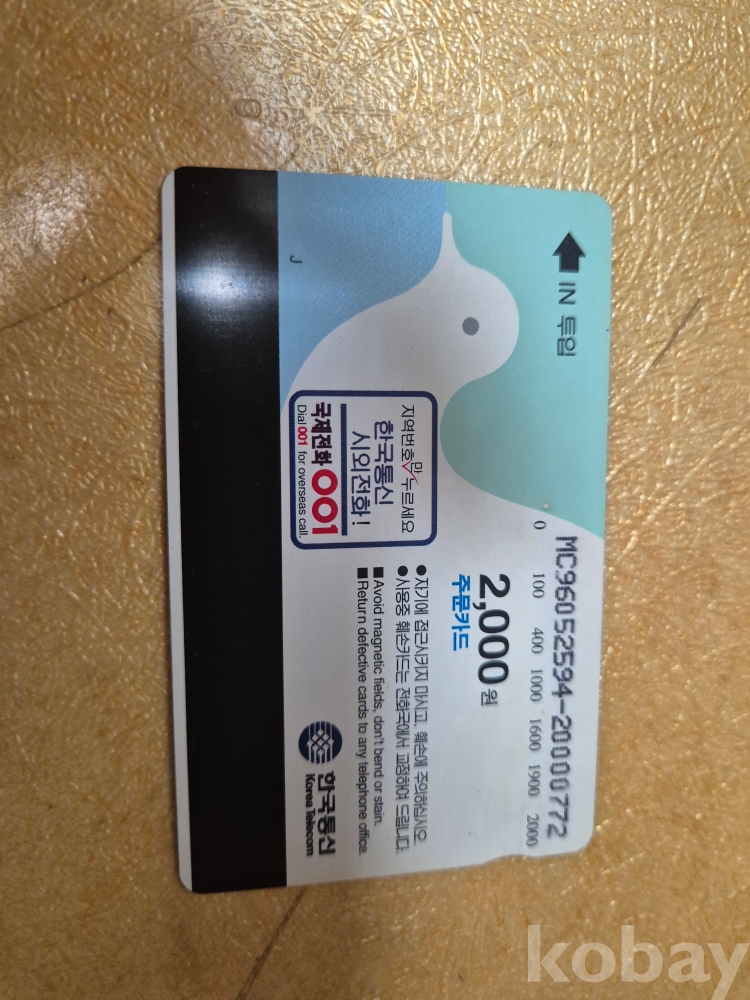 IN 투입
MC96052594-20000772
0 100 400 1000 1600 1900 2000
2,000 원
주문카드
지역번호만 누르세요
한국통신
시외전화!
국제전화 001
Dial 001 for overseas call.
●자기에 접근시키지 마시고, 훼손에 주의하십시오.
●사용중 훼손카드는 전화국에서 교정하여 드립니다.
■Avoid magnetic fields, don't bend or stain.
■Return defective cards to any telephone office.
한국통신
Korea Telecom
J
kobay